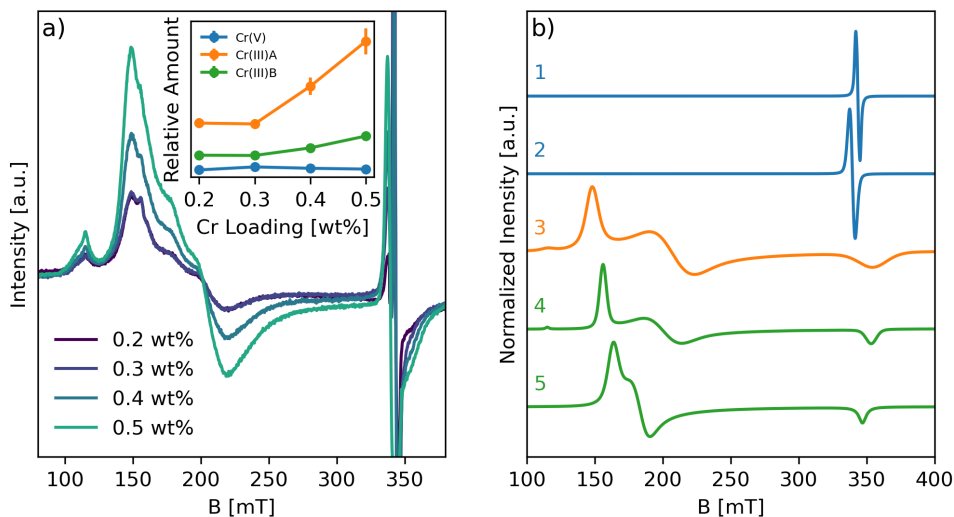 a)
Intensity [a.u.]
Relative Amount
Cr(V)
Cr(III)A
Cr(III)B
0.2 0.3 0.4 0.5
Cr Loading [wt%]
0.2 wt%
0.3 wt%
0.4 wt%
0.5 wt%
100 150 200 250 300 350
B [mT]
b)
Normalized Inensity [a.u.]
1
2
3
4
5
100 150 200 250 300 350 400
B [mT]